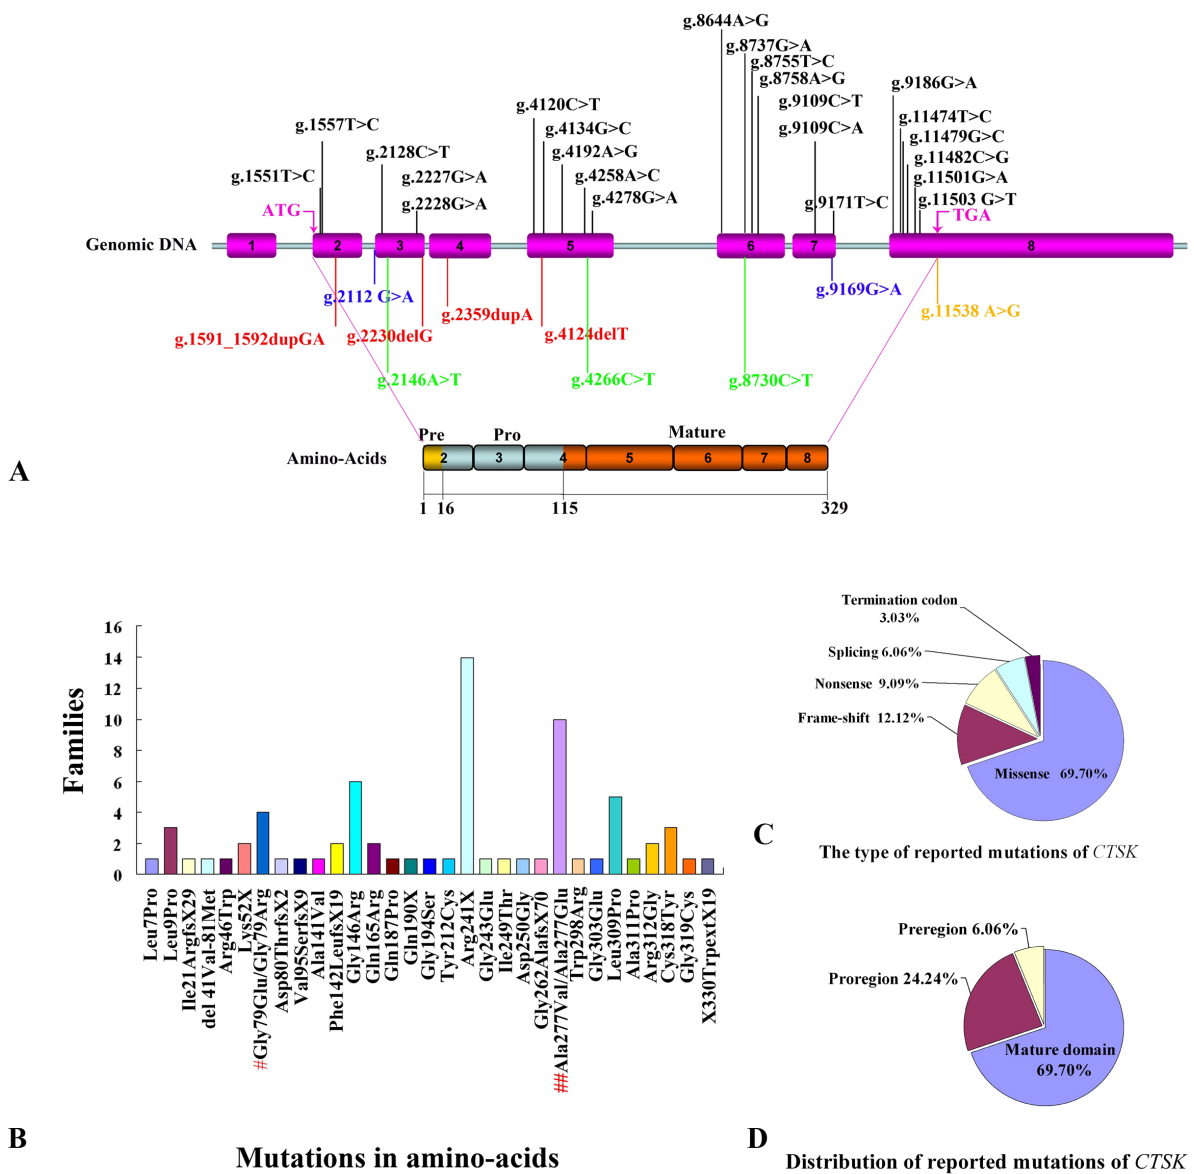 g.8644A>G
g.8737G>A
g.8755T>C
g.8758A>G
g.9186G>A
g.4120C>T
g.9109C>T
g.11474T>C
g.1557T>C
g.4134G>C
g.9109C>A
g.11479G>C
g.2128C>T
g.4192A>G
g.11482C>G
g.1551T>C
g.2227G>A
g.4258A>C
g.11501G>A
g.2228G>A
g.4278G>A
g.9171T>C
g.11503 G>T
ATG
TGA
Genomic DNA
1 2 3 4 5 6 7 8
g.2112 G>A
g.9169G>A
g.2359dupA
g.11538 A>G
g.1591_1592dupGA
g.2230delG
g.4124delT
g.2146A>T
g.4266C>T
g.8730C>T
Pre Pro Mature
Amino-Acids
2 3 4 5 6 7 8
1 16 115 329
A
Families
16
14
12
10
8
6
4
2
0
Leu7Pro
Leu9Pro
Ile21ArgfsX29
del 41Val-81Met
Arg46Trp
Lys52X
#Gly79Glu/Gly79Arg
Asp80ThrfsX2
Val95SerfsX9
Ala141Val
Phe142LeufsX19
Gly146Arg
Gln165Arg
Gln187Pro
Gln190X
Gly194Ser
Tyr212Cys
Arg241X
Gly243Glu
Ile249Thr
Asp250Gly
Gly262AlafsX70
##Ala277Val/Ala277Glu
Trp298Arg
Gly303Glu
Leu309Pro
Ala311Pro
Arg312Gly
Cys318Tyr
Gly319Cys
X330TrpextX19
B
Mutations in amino-acids
Termination codon
3.03%
Splicing 6.06%
Nonsense 9.09%
Frame-shift 12.12%
Missense 69.70%
C
The type of reported mutations of CTSK
Preregion 6.06%
Proregion 24.24%
Mature domain
69.70%
D
Distribution of reported mutations of CTSK